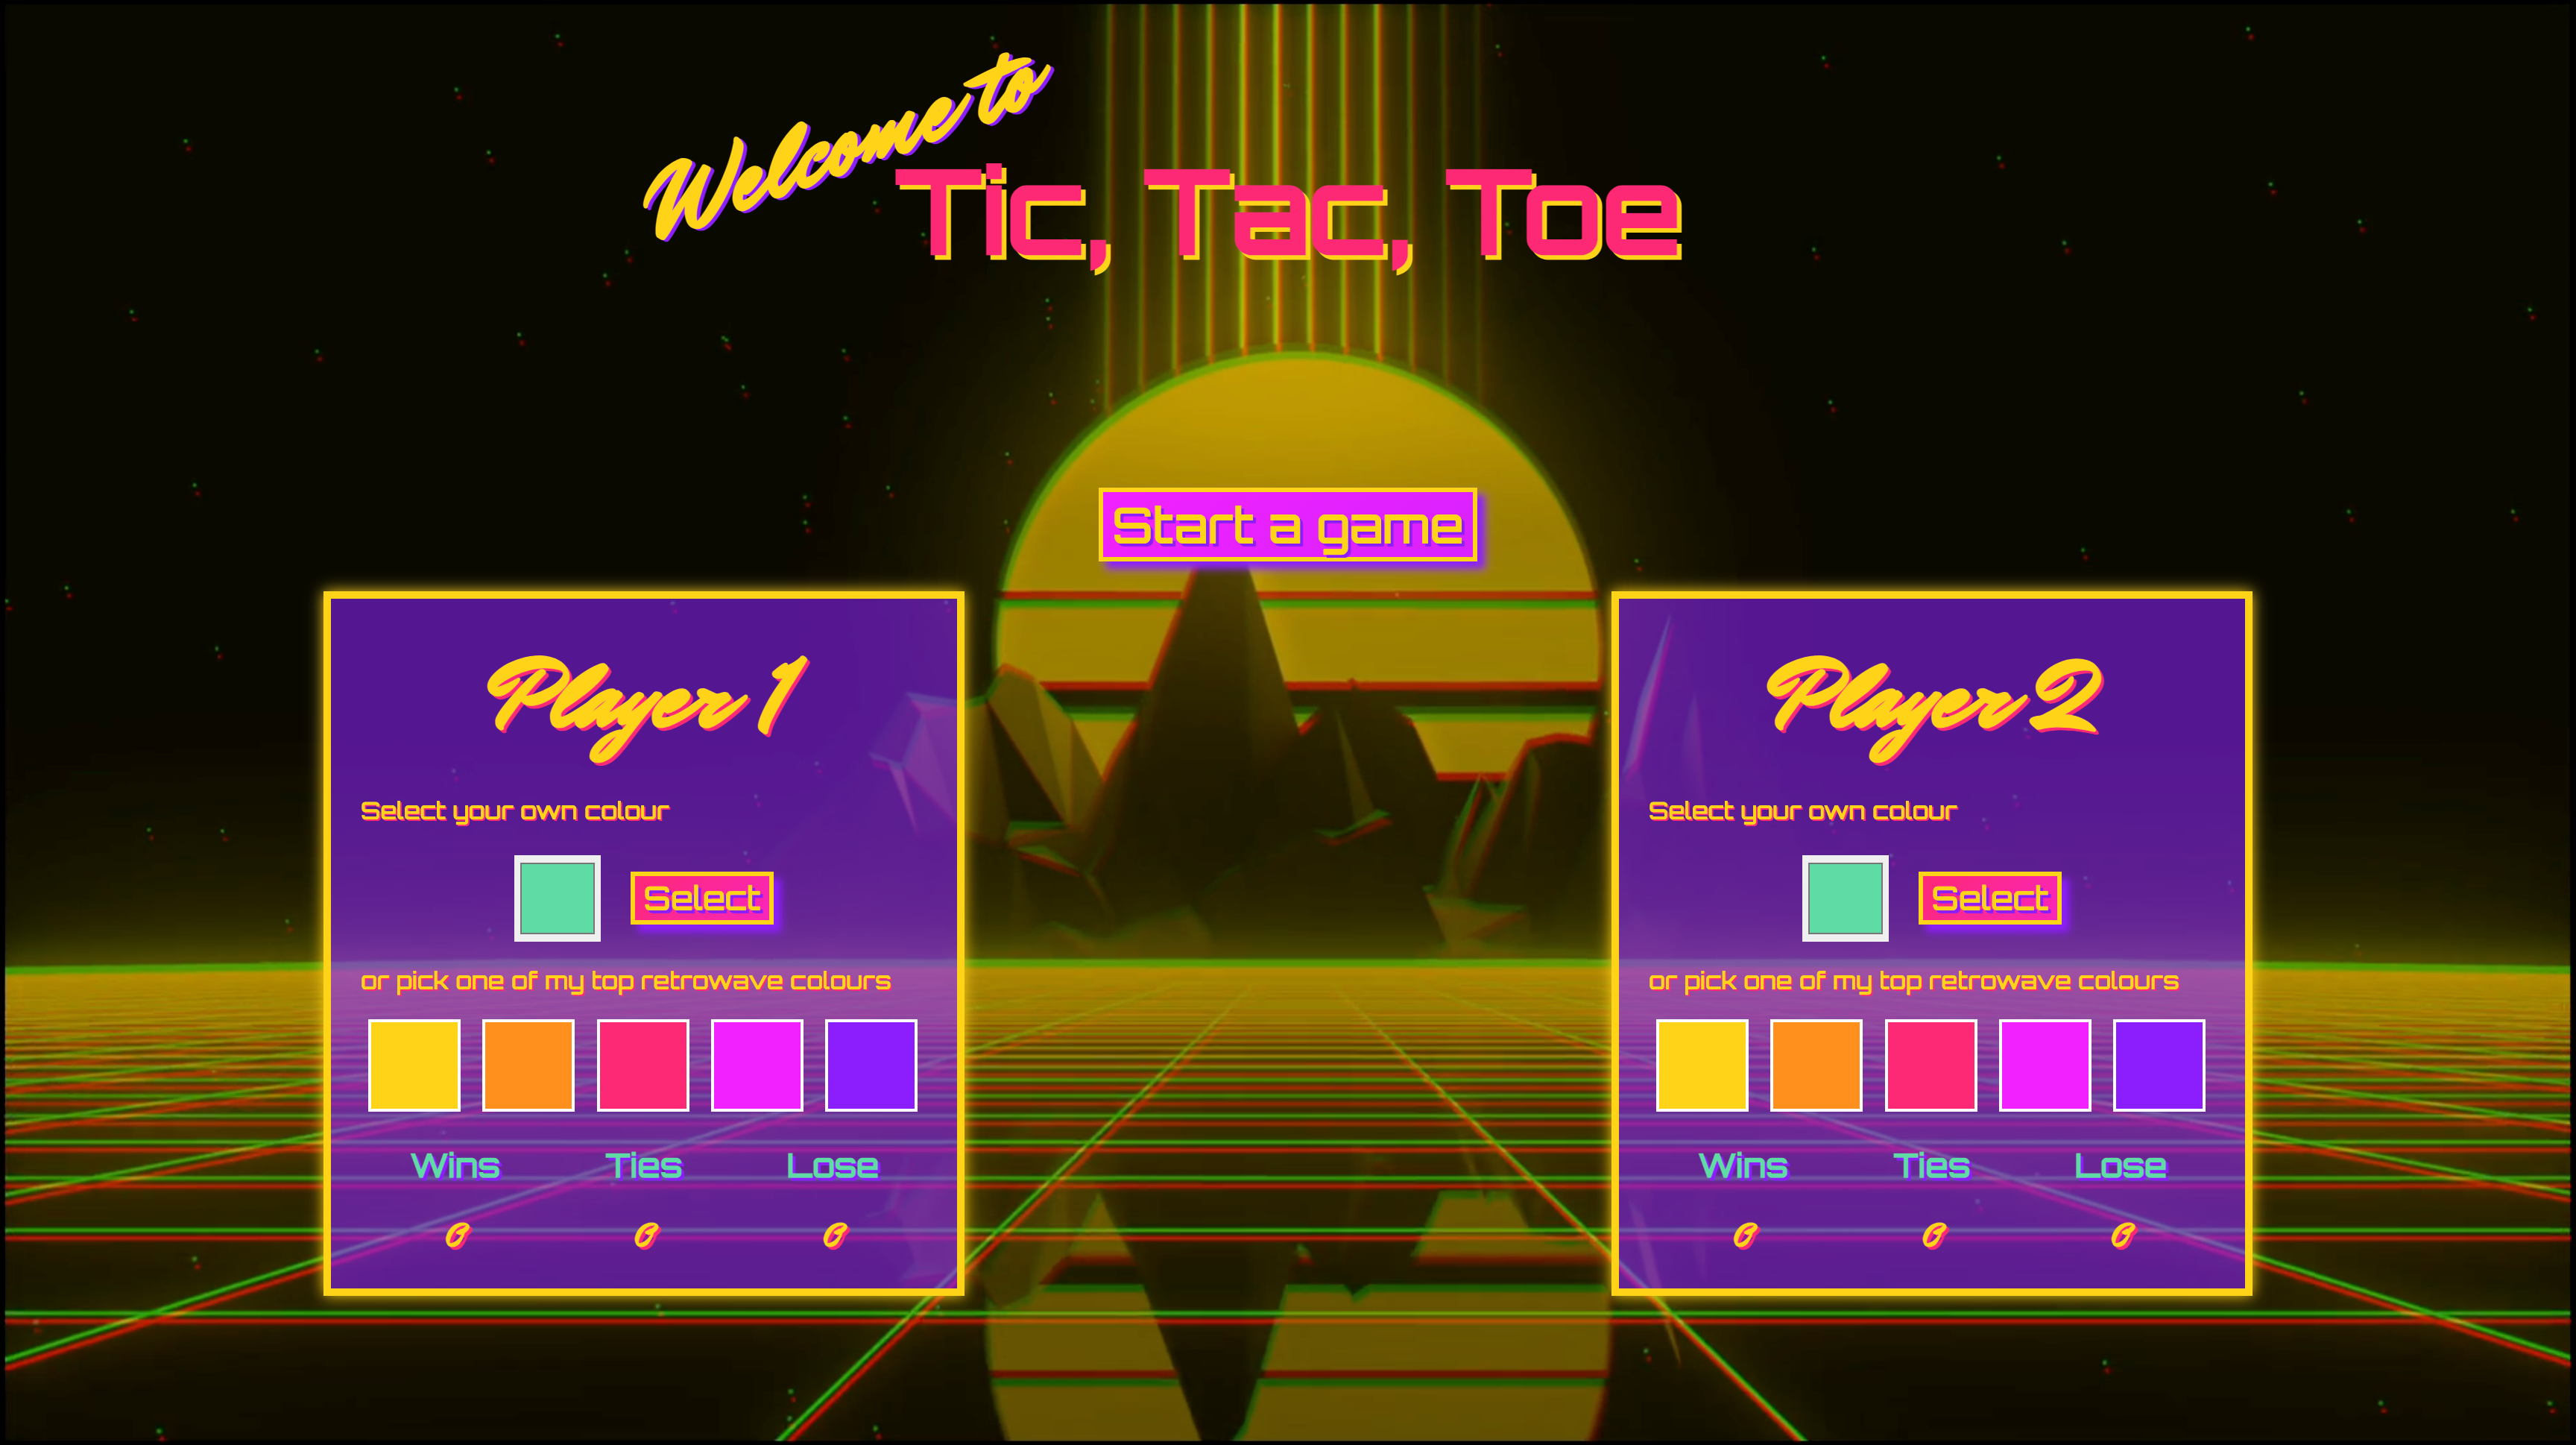 Welcome to
Tic, Tac, Toe
Start a game
Player 1
Select your own colour
Select
or pick one of my top retrowave colours
Wins Ties Lose
0 0 0
Player 2
Select your own colour
Select
or pick one of my top retrowave colours
Wins Ties Lose
0 0 0